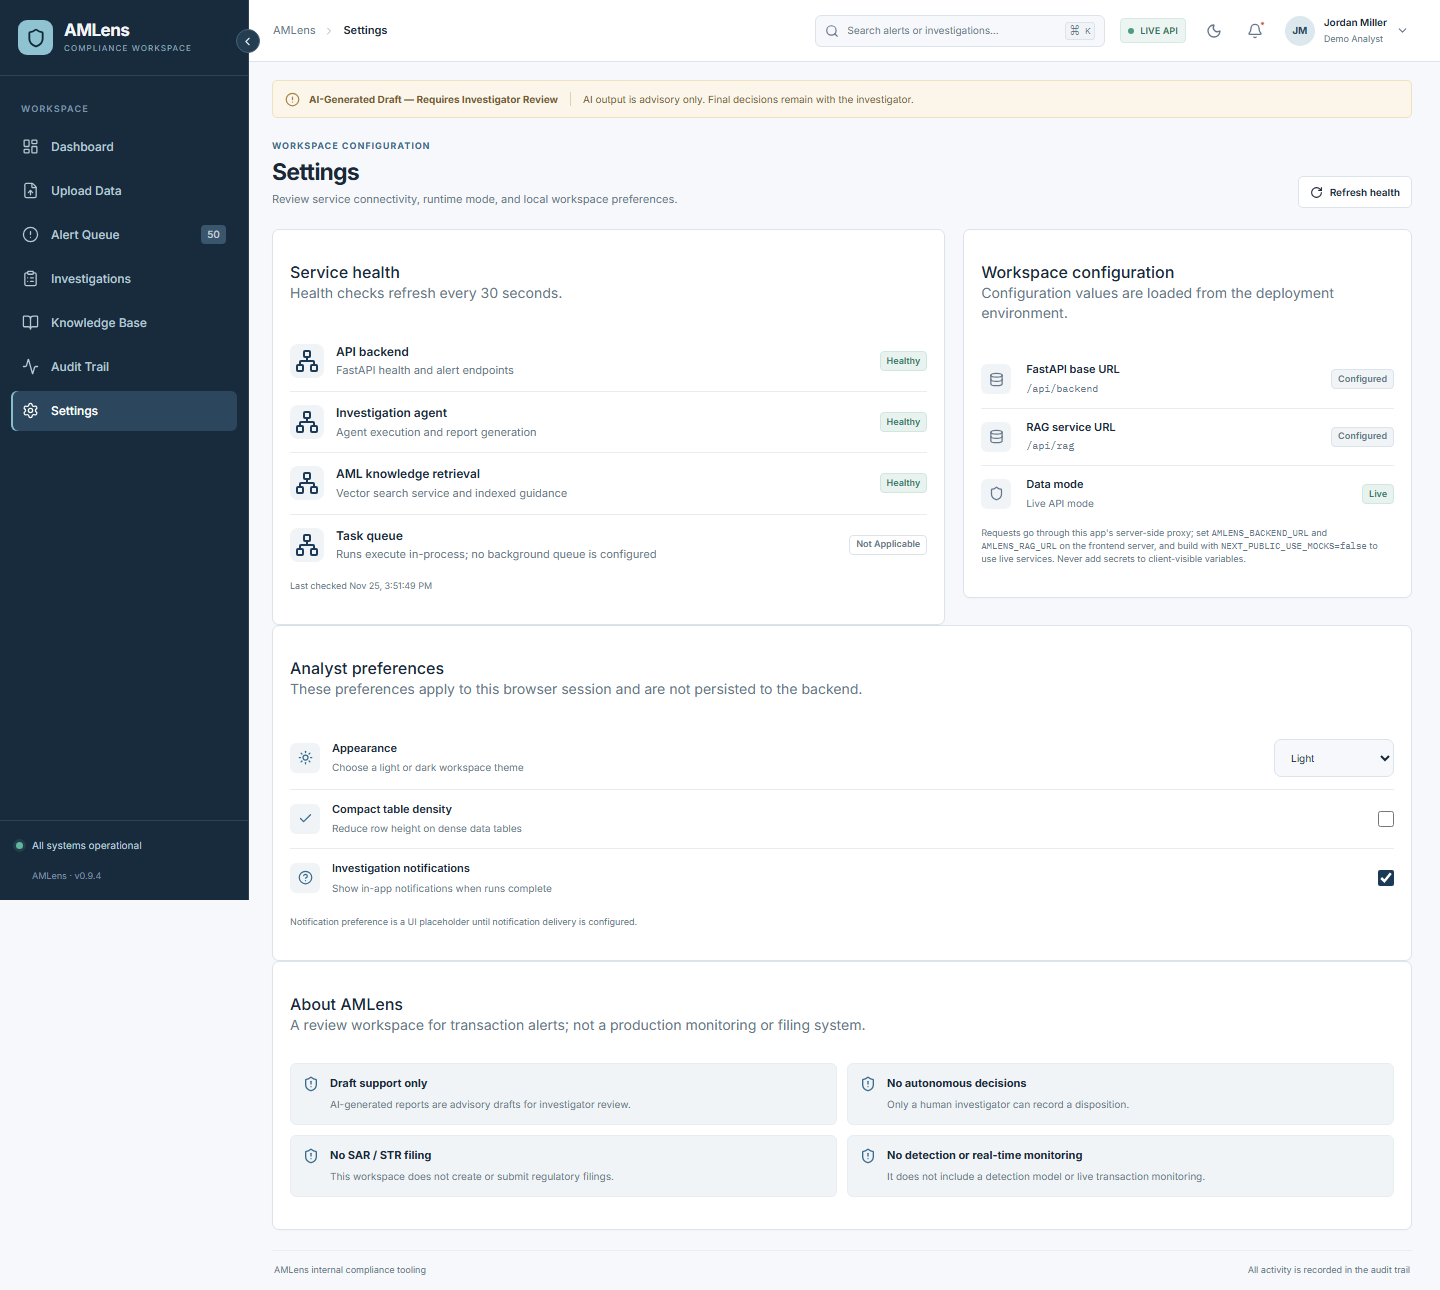 AMLens
COMPLIANCE WORKSPACE
WORKSPACE
Dashboard
Upload Data
Alert Queue
50
Investigations
Knowledge Base
Audit Trail
Settings
All systems operational
AMLens · v0.9.4
AMLens
Settings
Search alerts or investigations...
⌘ K
LIVE API
JM
Jordan Miller
Demo Analyst
AI-Generated Draft — Requires Investigator Review
AI output is advisory only. Final decisions remain with the investigator.
WORKSPACE CONFIGURATION
Settings
Review service connectivity, runtime mode, and local workspace preferences.
Refresh health
Service health
Health checks refresh every 30 seconds.
API backend
FastAPI health and alert endpoints
Healthy
Investigation agent
Agent execution and report generation
Healthy
AML knowledge retrieval
Vector search service and indexed guidance
Healthy
Task queue
Runs execute in-process; no background queue is configured
Not Applicable
Last checked Nov 25, 3:51:49 PM
Workspace configuration
Configuration values are loaded from the deployment
environment.
FastAPI base URL
/api/backend
Configured
RAG service URL
/api/rag
Configured
Data mode
Live API mode
Live
Requests go through this app's server-side proxy; set AMLENS_BACKEND_URL and
AMLENS_RAG_URL on the frontend server, and build with NEXT_PUBLIC_USE_MOCKS=false to
use live services. Never add secrets to client-visible variables.
Analyst preferences
These preferences apply to this browser session and are not persisted to the backend.
Appearance
Choose a light or dark workspace theme
Light
Compact table density
Reduce row height on dense data tables
Investigation notifications
Show in-app notifications when runs complete
Notification preference is a UI placeholder until notification delivery is configured.
About AMLens
A review workspace for transaction alerts; not a production monitoring or filing system.
Draft support only
AI-generated reports are advisory drafts for investigator review.
No autonomous decisions
Only a human investigator can record a disposition.
No SAR / STR filing
This workspace does not create or submit regulatory filings.
No detection or real-time monitoring
It does not include a detection model or live transaction monitoring.
AMLens internal compliance tooling
All activity is recorded in the audit trail